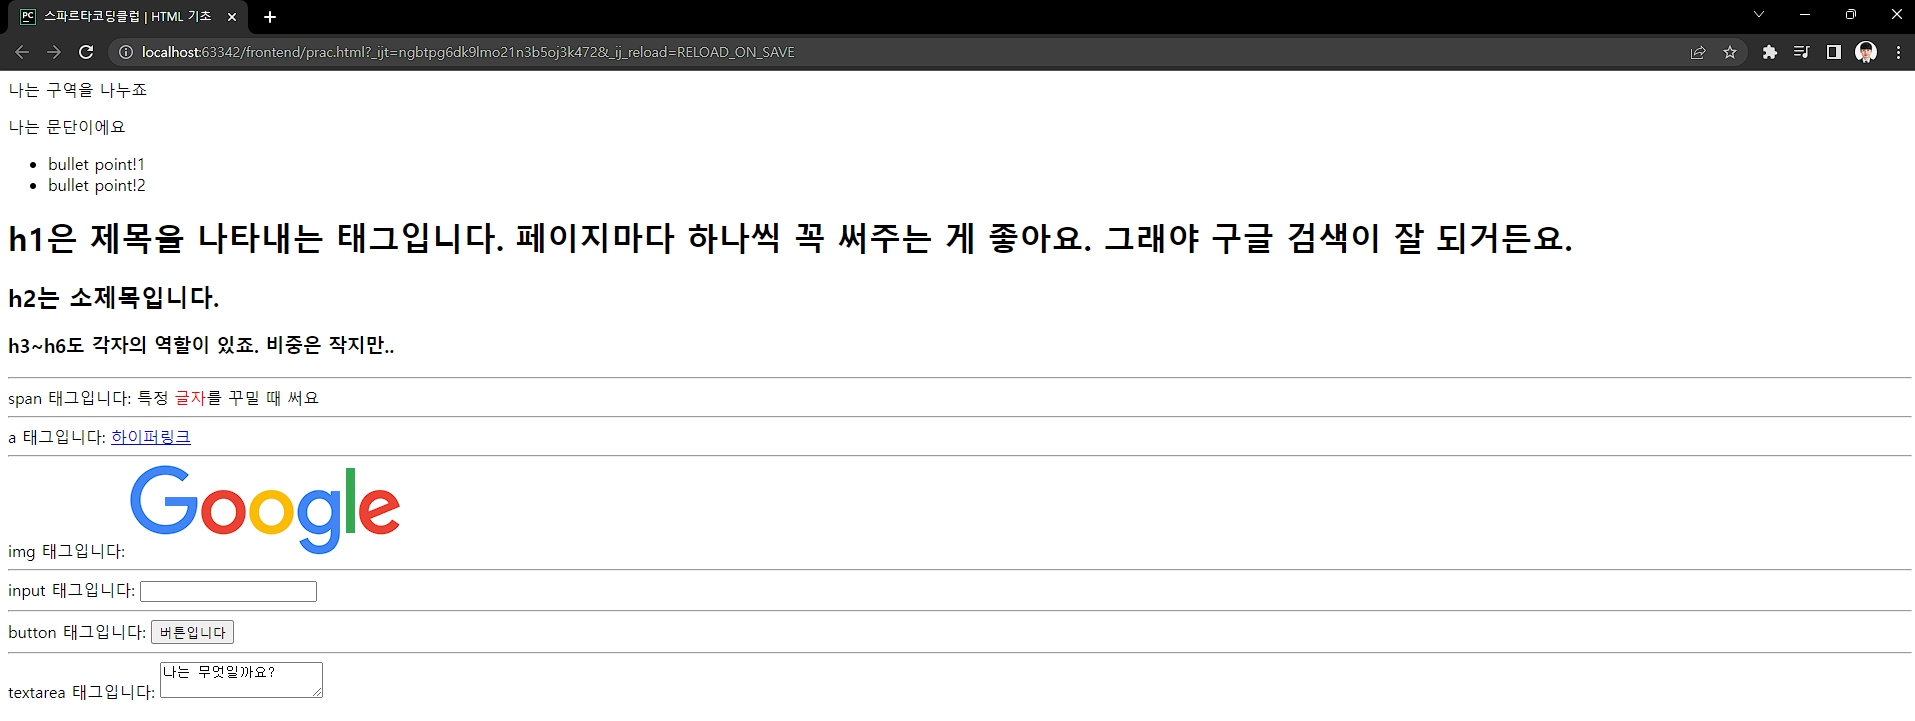 PC 스파르타코딩클럽 | HTML 기초
localhost:63342/frontend/prac.html?_ijt=ngbtpg6dk9lmo21n3b5oj3k472&_ij_reload=RELOAD_ON_SAVE
나는 구역을 나누죠
나는 문단이에요
• bullet point!1
• bullet point!2
h1은 제목을 나타내는 태그입니다. 페이지마다 하나씩 꼭 써주는 게 좋아요. 그래야 구글 검색이 잘 되거든요.
h2는 소제목입니다.
h3~h6도 각자의 역할이 있죠. 비중은 작지만..
span 태그입니다: 특정 글자를 꾸밀 때 써요
a 태그입니다: 하이퍼링크
Google
img 태그입니다:
input 태그입니다:
button 태그입니다: 버튼입니다
나는 무엇일까요?
textarea 태그입니다: